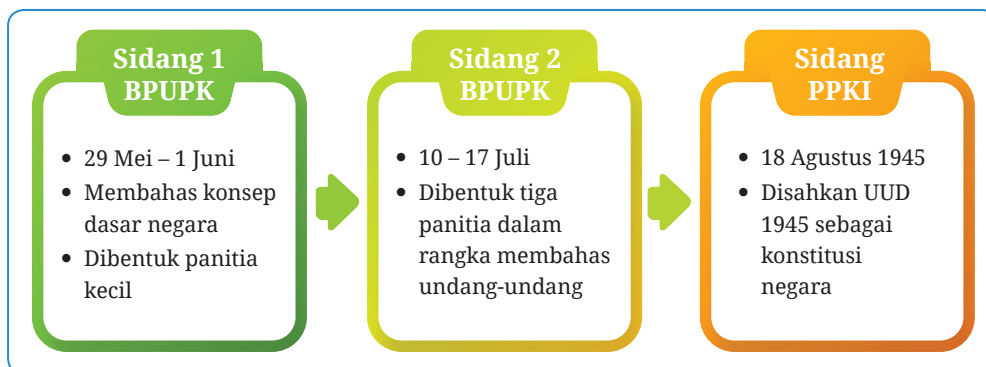 Sidang 1
BPUPK
• 29 Mei – 1 Juni
• Membahas konsep
dasar negara
• Dibentuk panitia
kecil
Sidang 2
BPUPK
• 10 – 17 Juli
• Dibentuk tiga
panitia dalam
rangka membahas
undang-undang
Sidang
PPKI
• 18 Agustus 1945
• Disahkan UUD
1945 sebagai
konstitusi
negara